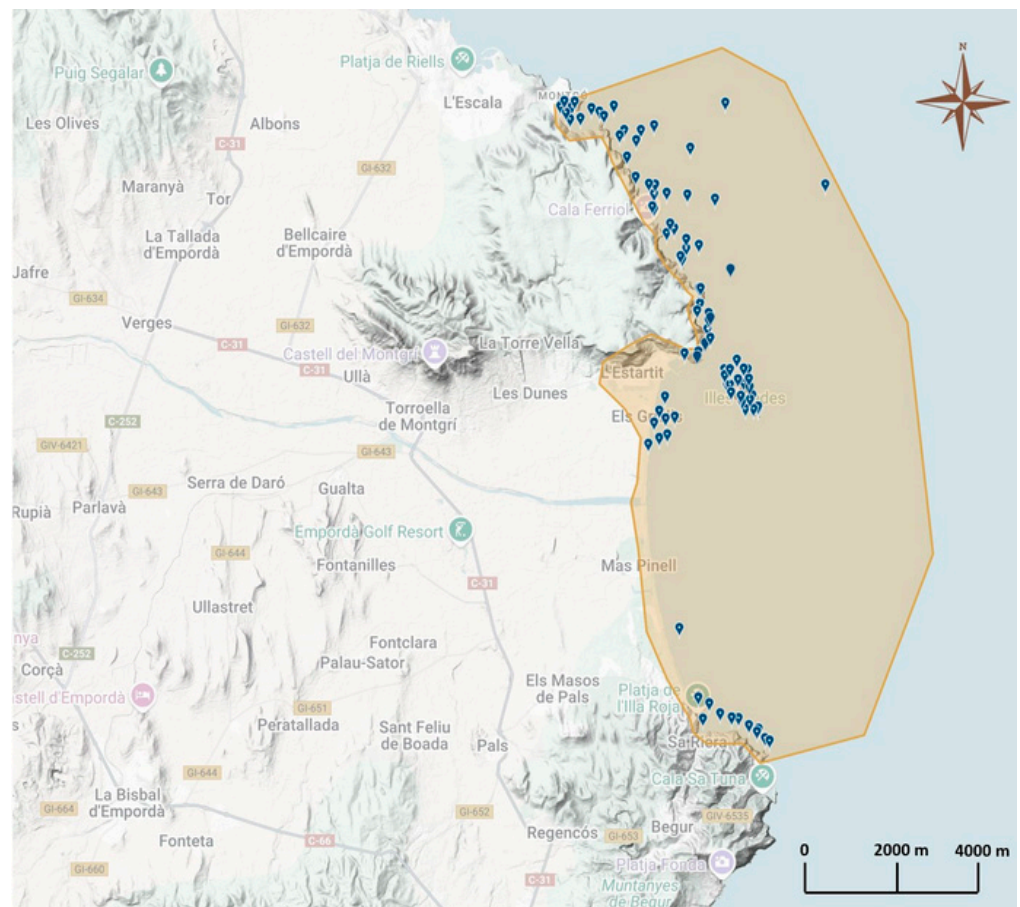 N
Puig Segalar
Platja de Riells
L'Escala
MONTGÓ
Les Olives
Albons
C-31
GI-632
Maranyà
Tor
Cala Ferriol
La Tallada
d'Empordà
Bellcaire
d'Empordà
Jafre
GI-634
Verges
GI-632
C-31
Castell del Montgrí
La Torre Vella
C-31
Ullà
L'Estartit
Les Dunes
Illes Medes
C-252
Torroella
de Montgrí
GIV-6421
GI-643
Serra de Daró
GI-643
Gualta
Rupià
Parlavà
Empordà Golf Resort
GI-644
Fontanilles
Mas Pinell
C-31
Ullastret
Fontclara
C-252
Palau-Sator
Corçà
Els Masos
de Pals
Platja de
l'Illa Roja
GI-651
Peratallada
Sant Feliu
de Boada
Pals
Sa Riera
GI-644
Cala Sa Tuna
La Bisbal
d'Empordà
GI-664
GI-652
GIV-6535
Regencós
Begur
GI-653
Fonteta
C-66
Platja Fonda
GI-660
C-31
Muntanyes
de Begur
0
2000 m
4000 m